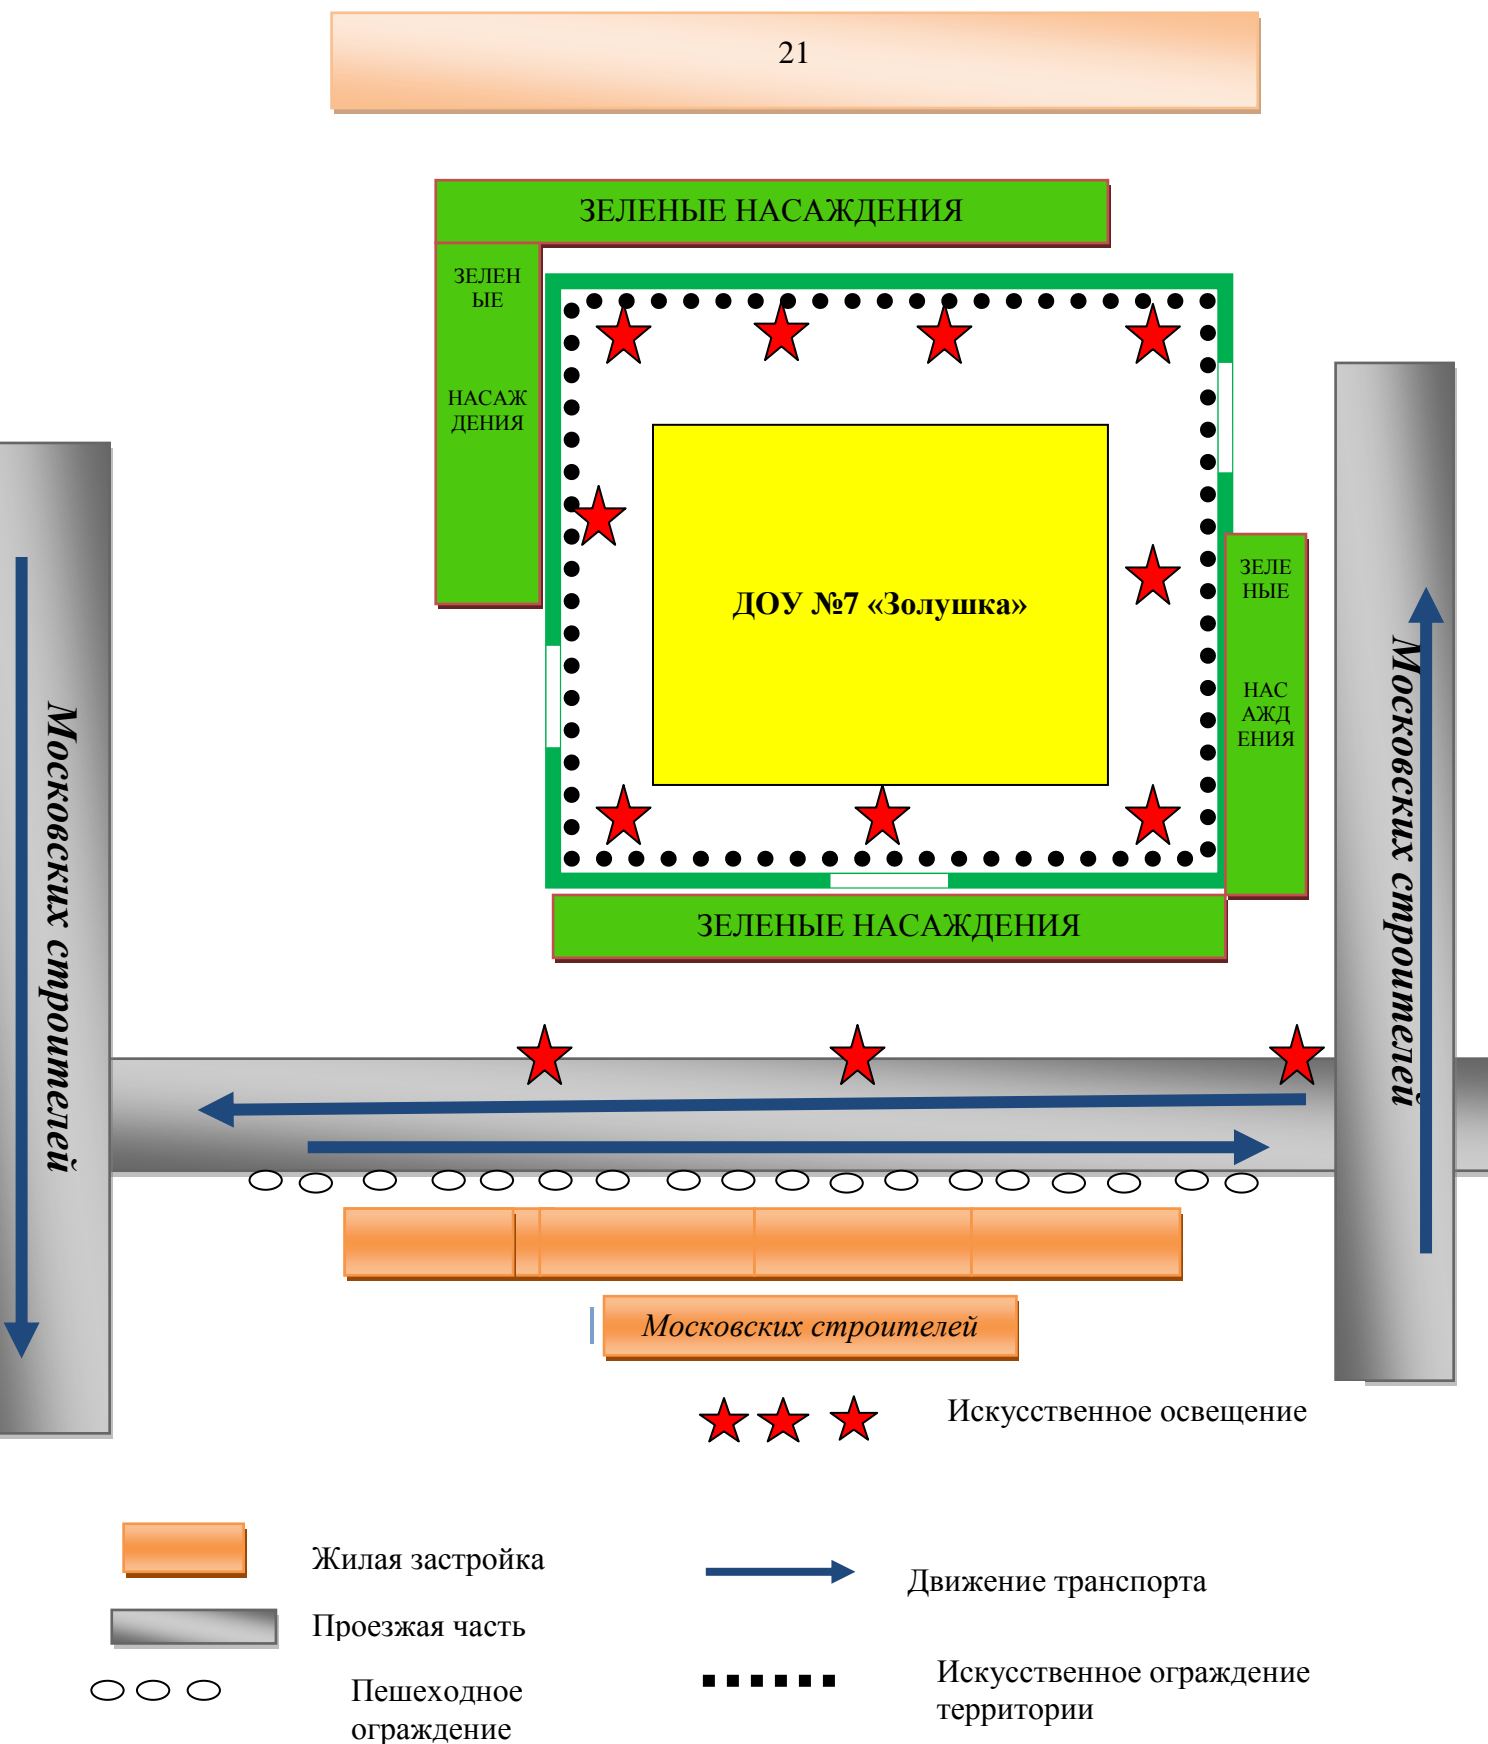 21
ЗЕЛЕНЫЕ НАСАЖДЕНИЯ
ЗЕЛЕН
ЫЕ
НАСАЖ
ДЕНИЯ
ДОУ №7 «Золушка»
ЗЕЛЕ
НЫЕ
НАС
АЖД
ЕНИЯ
Московских строителей
Московских строителей
ЗЕЛЕНЫЕ НАСАЖДЕНИЯ
Московских строителей
Искусственное освещение
Жилая застройка
Движение транспорта
Проезжая часть
Пешеходное
ограждение
Искусственное ограждение
территории